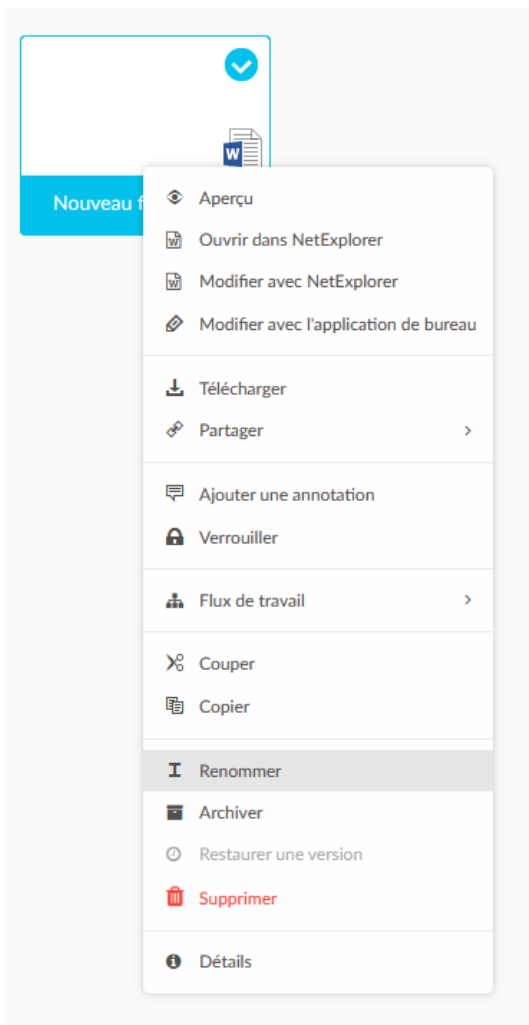 Nouveau f
Aperçu
Ouvrir dans NetExplorer
Modifier avec NetExplorer
Modifier avec l'application de bureau
Télécharger
Partager
Ajouter une annotation
Verrouiller
Flux de travail
Couper
Copier
Renommer
Archiver
Restaurer une version
Supprimer
Détails